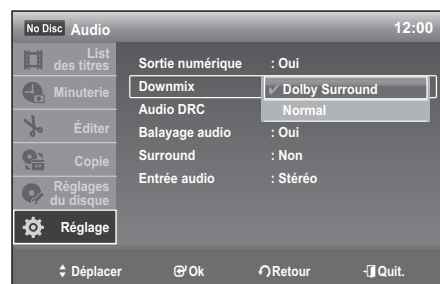 No Disc Audio 12:00
List des titres
Minuterie
Éditer
Copie
Réglages du disque
Réglage
Sortie numérique : Oui
Downmix ✔ Dolby Surround
Normal
Audio DRC
Balayage audio : Oui
Surround : Non
Entrée audio : Stéréo
Déplacer Ok Retour Quit.